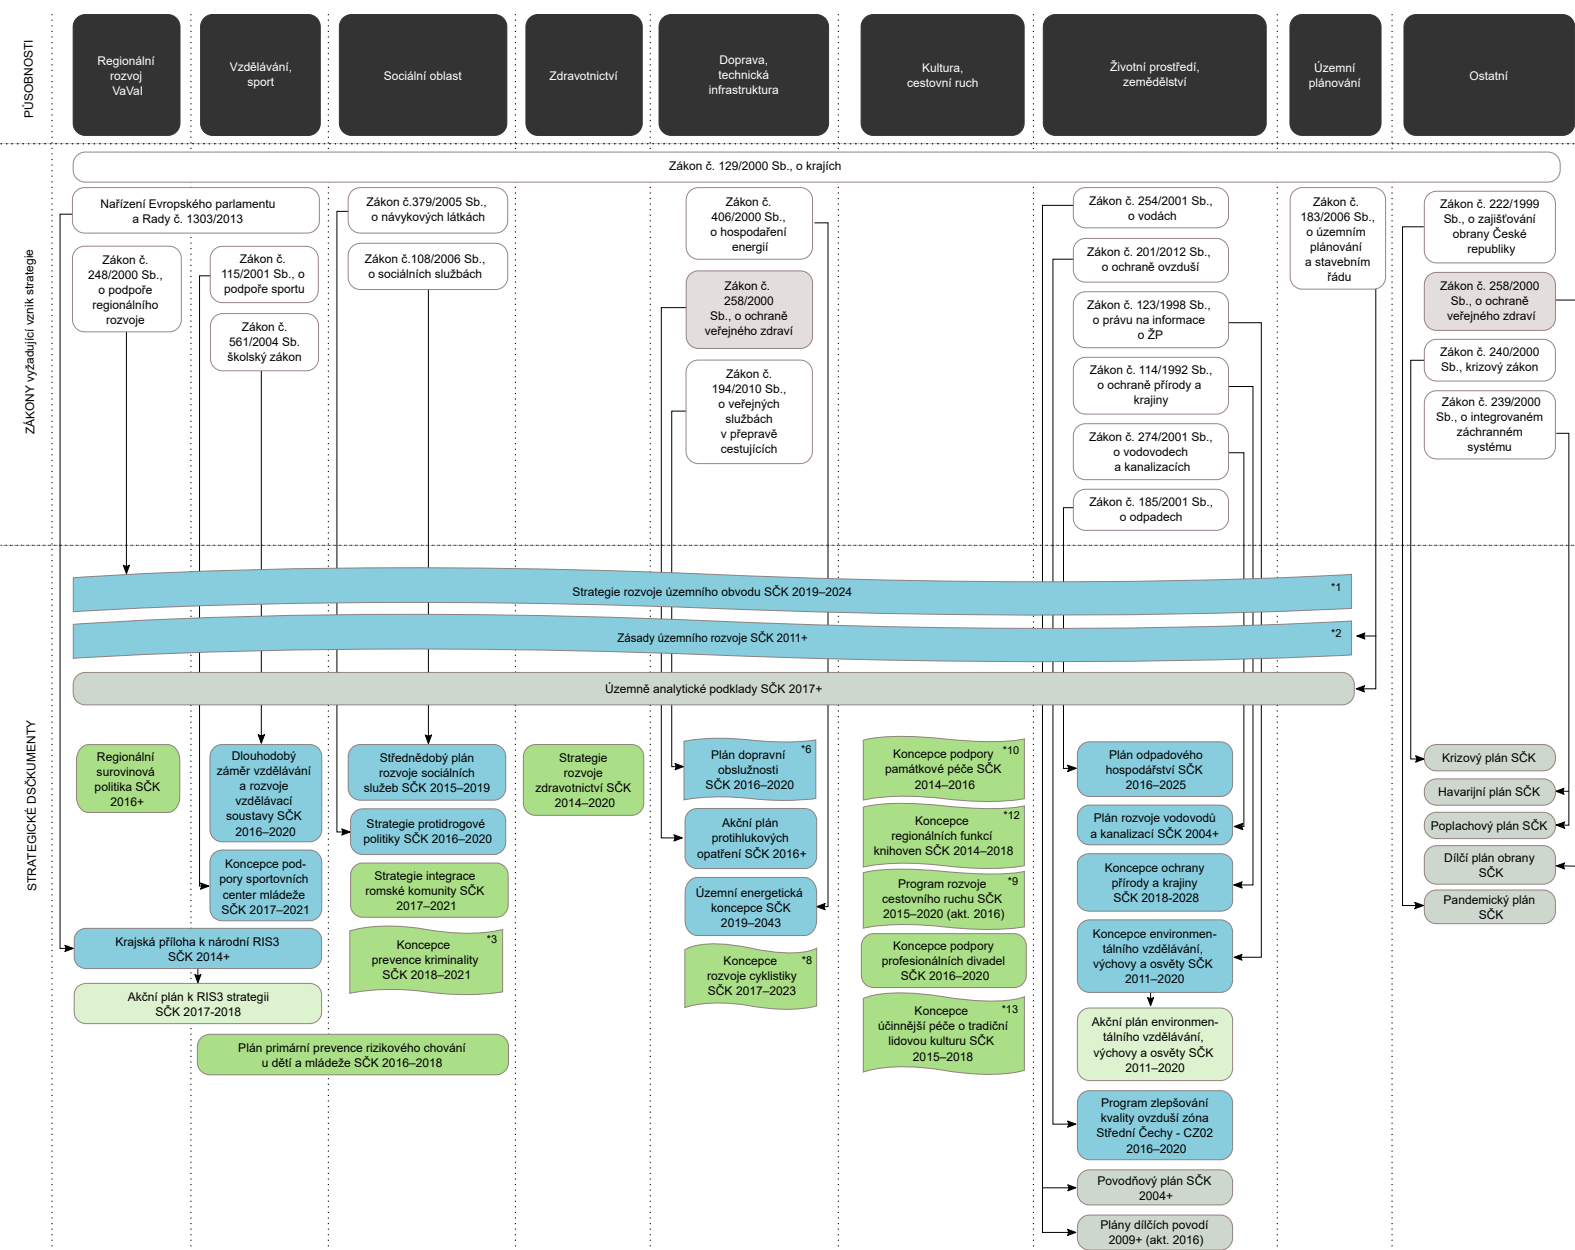 PŮSOBNOSTI
Regionální
rozvoj
VaVaI
Vzdělávání,
sport
Sociální oblast
Zdravotnictví
Doprava,
technická
infrastruktura
Kultura,
cestovní ruch
Životní prostředí,
zemědělství
Územní
plánování
Ostatní
ZÁKONY vyžadující vznik strategie
Zákon č. 129/2000 Sb., o krajích
Nařízení Evropského parlamentu
a Rady č. 1303/2013
Zákon č.
248/2000 Sb.,
o podpoře
regionálního
rozvoje
Zákon č.
115/2001 Sb., o
podpoře sportu
Zákon č.
561/2004 Sb.
školský zákon
Zákon č.379/2005 Sb.,
o návykových látkách
Zákon č.108/2006 Sb.,
o sociálních službách
Zákon č.
406/2000 Sb.,
o hospodaření
energií
Zákon č.
258/2000
Sb., o ochraně
veřejného zdraví
Zákon č.
194/2010 Sb.,
o veřejných
službách
v přepravě
cestujících
Zákon č. 254/2001 Sb.,
o vodách
Zákon č. 201/2012 Sb.,
o ochraně ovzduší
Zákon č. 123/1998 Sb.,
o právu na informace
o ŽP
Zákon č. 114/1992 Sb.,
o ochraně přírody a
krajiny
Zákon č. 274/2001 Sb.,
o vodovodech
a kanalizacích
Zákon č. 185/2001 Sb.,
o odpadech
Zákon č.
183/2006 Sb.,
o územním
plánování
a stavebním
řádu
Zákon č. 222/1999
Sb., o zajišťování
obrany České
republiky
Zákon č. 258/2000
Sb., o ochraně
veřejného zdraví
Zákon č. 240/2000
Sb., krizový zákon
Zákon č. 239/2000
Sb., o integrovaném
záchranném
systému
STRATEGICKÉ DSČKUMENTY
Strategie rozvoje územního obvodu SČK 2019–2024
*1
Zásady územního rozvoje SČK 2011+
*2
Územně analytické podklady SČK 2017+
Regionální
surovinová
politika SČK
2016+
Dlouhodobý
záměr vzdělávání
a rozvoje
vzdělávací
soustavy SČK
2016–2020
Koncepce pod-
pory sportovních
center mládeže
SČK 2017–2021
Krajská příloha k národní RIS3
SČK 2014+
Akční plán k RIS3 strategii
SČK 2017-2018
Plán primární prevence rizikového chování
u dětí a mládeže SČK 2016–2018
Střednědobý plán
rozvoje sociálních
služeb SČK 2015–2019
Strategie protidrogové
politiky SČK 2016–2020
Strategie integrace
romské komunity SČK
2017–2021
*3
Koncepce
prevence kriminality
SČK 2018–2021
Strategie
rozvoje
zdravotnictví SČK
2014–2020
*6
Plán dopravní
obslužnosti
SČK 2016–2020
Akční plán
protihlukových
opatření SČK 2016+
Územní energetická
koncepce SČK
2019–2043
*8
Koncepce
rozvoje cyklistiky
SČK 2017–2023
*10
Koncepce podpory
památkové péče SČK
2014–2016
*12
Koncepce
regionálních funkcí
knihoven SČK 2014–2018
*9
Program rozvoje
cestovního ruchu SČK
2015–2020 (akt. 2016)
Koncepce podpory
profesionálních divadel
SČK 2016–2020
*13
Koncepce
účinnější péče o tradiční
lidovou kulturu SČK
2015–2018
Plán odpadového
hospodářství SČK
2016–2025
Plán rozvoje vodovodů
a kanalizací SČK 2004+
Koncepce ochrany
přírody a krajiny
SČK 2018-2028
Koncepce environmen-
tálního vzdělávání,
výchovy a osvěty SČK
2011–2020
Akční plán environmen-
tálního vzdělávání,
výchovy a osvěty SČK
2011–2020
Program zlepšování
kvality ovzduší zóna
Střední Čechy - CZ02
2016–2020
Povodňový plán SČK
2004+
Plány dílčích povodí
2009+ (akt. 2016)
Krizový plán SČK
Havarijní plán SČK
Poplachový plán SČK
Dílčí plán obrany
SČK
Pandemický plán
SČK